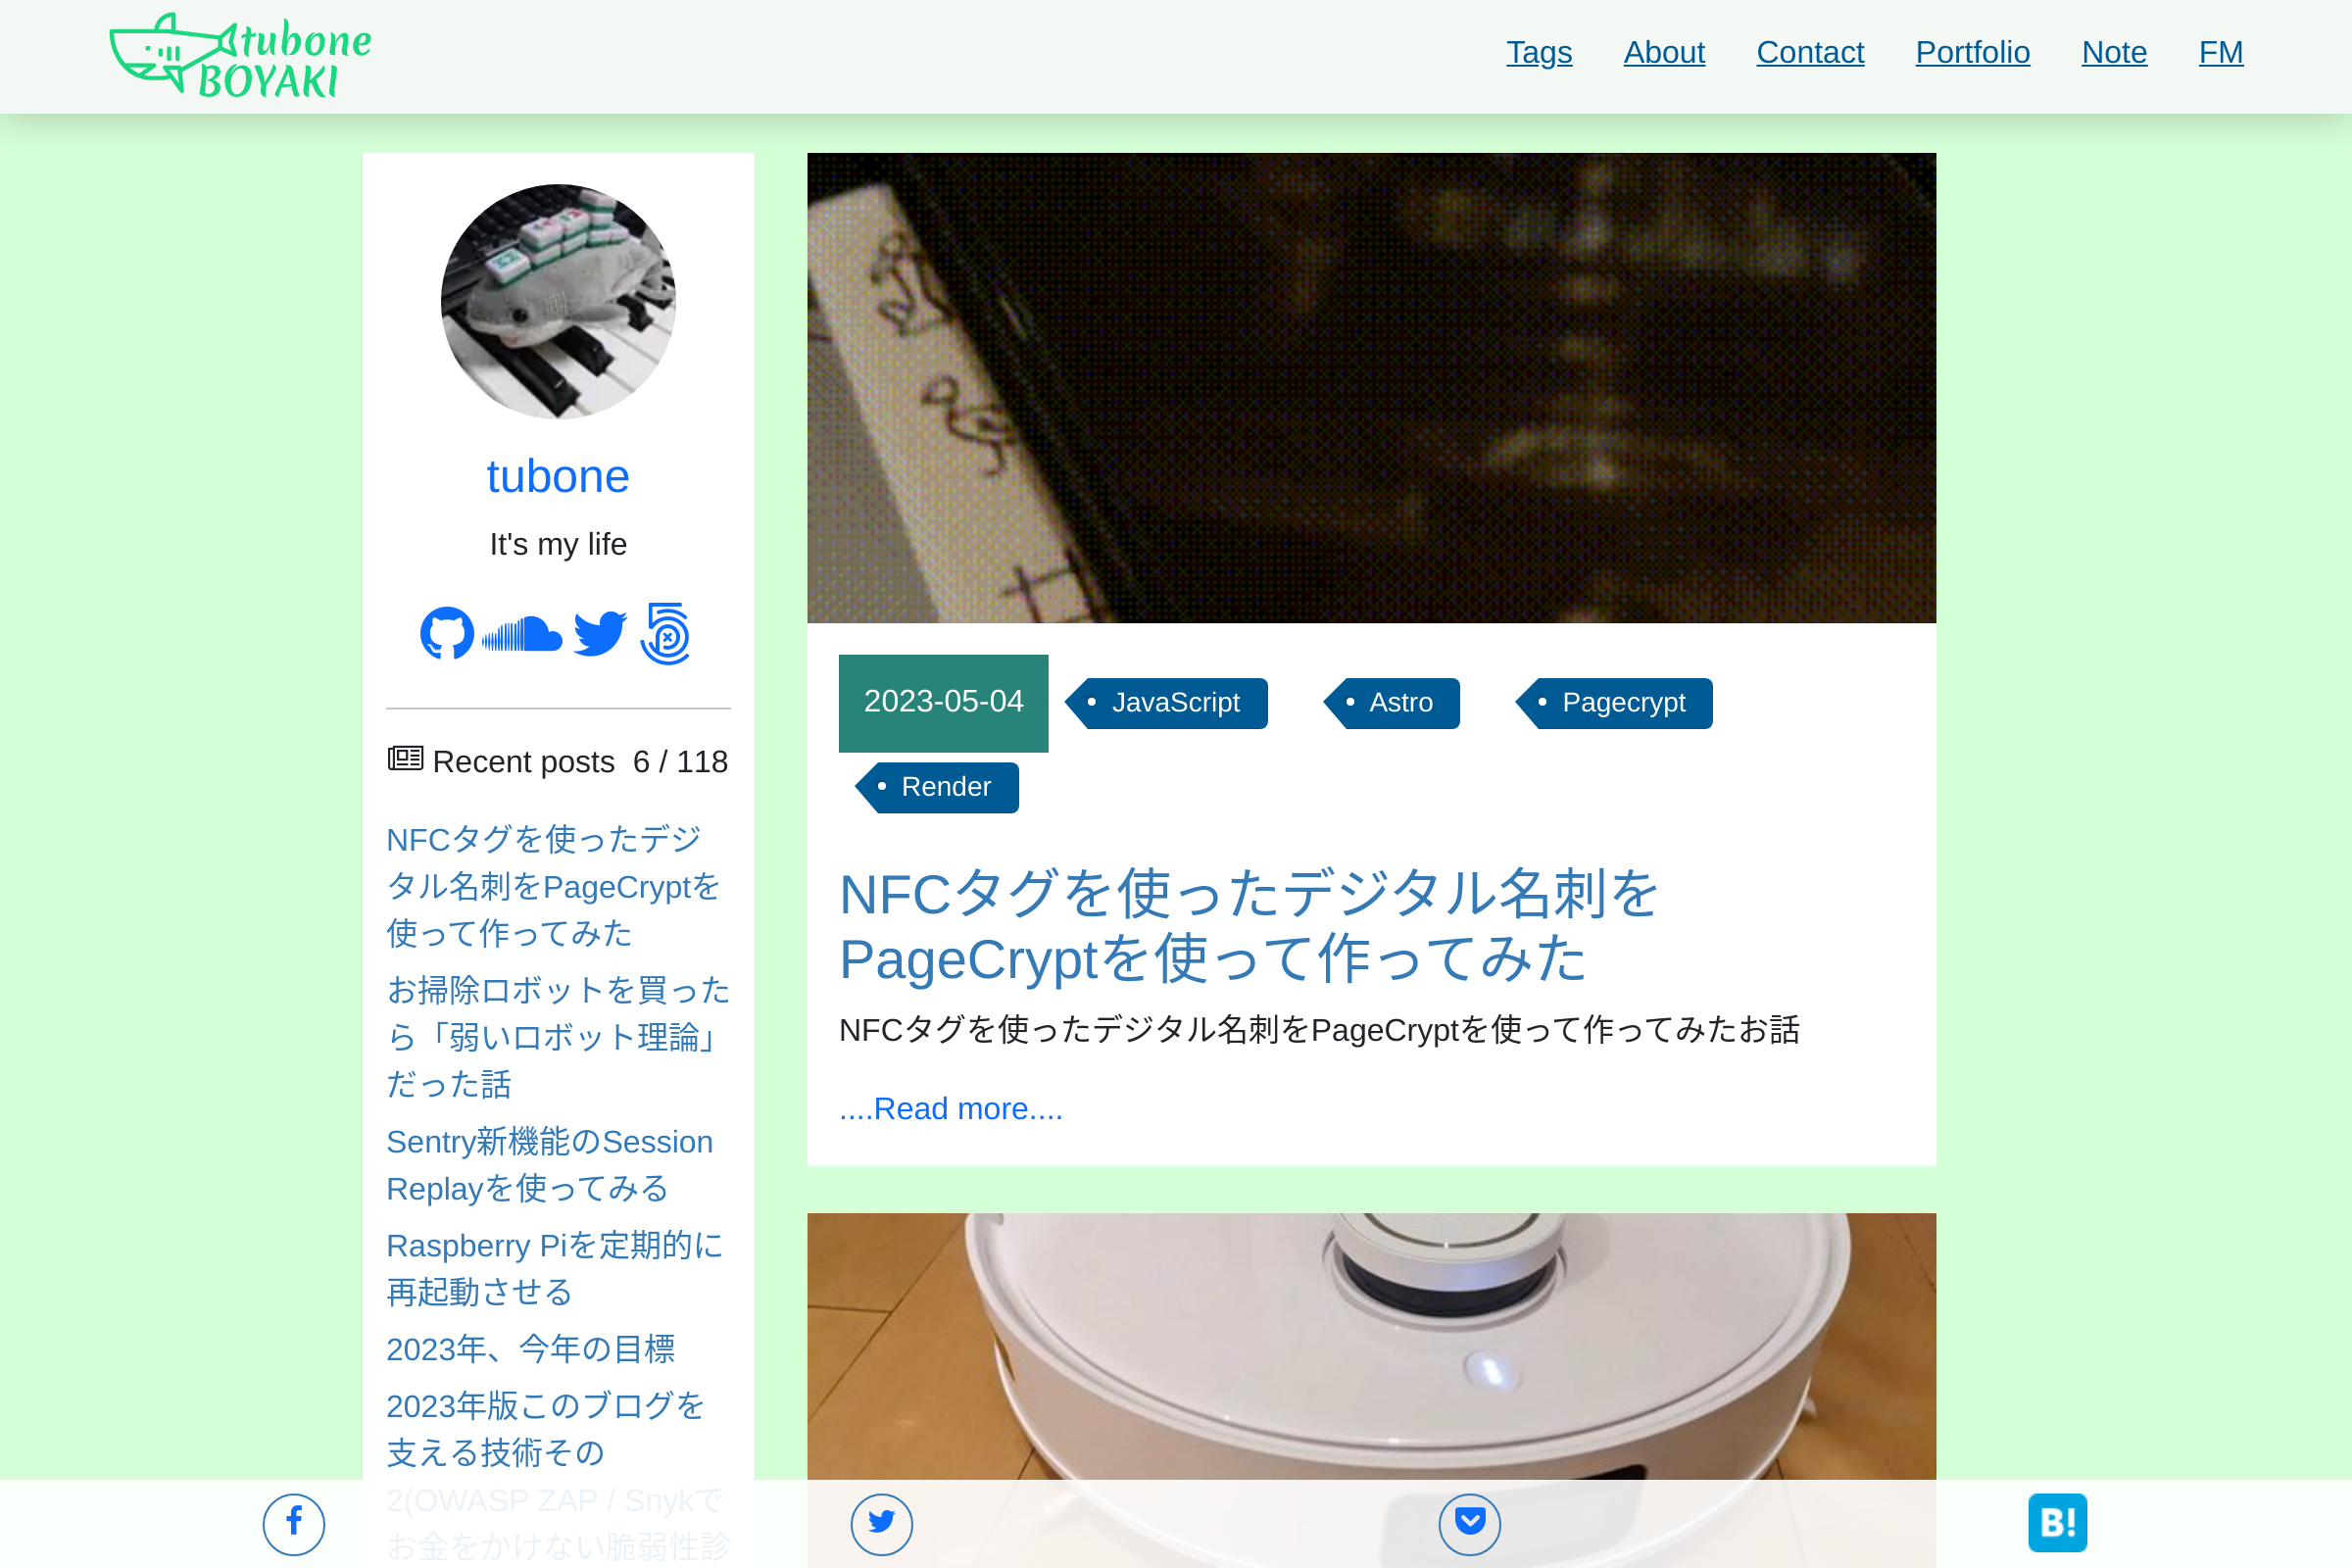 tubone
BOYAKI
Tags About Contact Portfolio Note FM
tubone
It's my life
Recent posts 6 / 118
NFCタグを使ったデジ
タル名刺をPageCryptを
使って作ってみた
お掃除ロボットを買った
ら「弱いロボット理論」
だった話
Sentry新機能のSession
Replayを使ってみる
Raspberry Piを定期的に
再起動させる
2023年、今年の目標
2023年版このブログを
支える技術その
2(OWASP ZAP / Snykで
お金をかけない脆弱性診
2023-05-04
JavaScript
Astro
Pagecrypt
Render
NFCタグを使ったデジタル名刺を
PageCryptを使って作ってみた
NFCタグを使ったデジタル名刺をPageCryptを使って作ってみたお話
....Read more....
B!